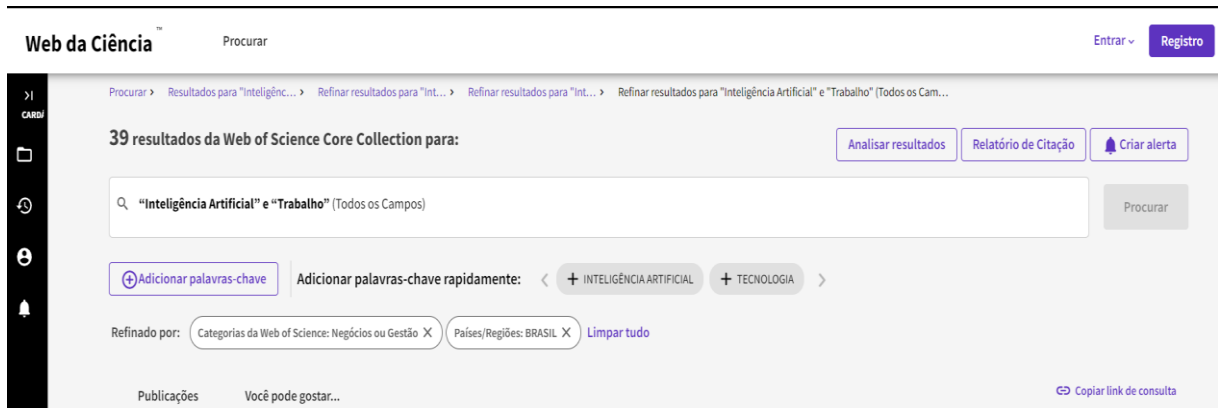 Web da Ciência™ Procurar Entrar Registro
Procurar > Resultados para "Inteligênc... > Refinar resultados para "Int... > Refinar resultados para "Int... > Refinar resultados para "Inteligência Artificial" e "Trabalho" (Todos os Cam...
CARDÁ
39 resultados da Web of Science Core Collection para:
Analisar resultados Relatório de Citação Criar alerta
“Inteligência Artificial” e “Trabalho” (Todos os Campos) Procurar
Adicionar palavras-chave Adicionar palavras-chave rapidamente: < + INTELIGÊNCIA ARTIFICIAL + TECNOLOGIA >
Refinado por: Categorias da Web of Science: Negócios ou Gestão X Países/Regiões: BRASIL X Limpar tudo
Publicações Você pode gostar... Copiar link de consulta